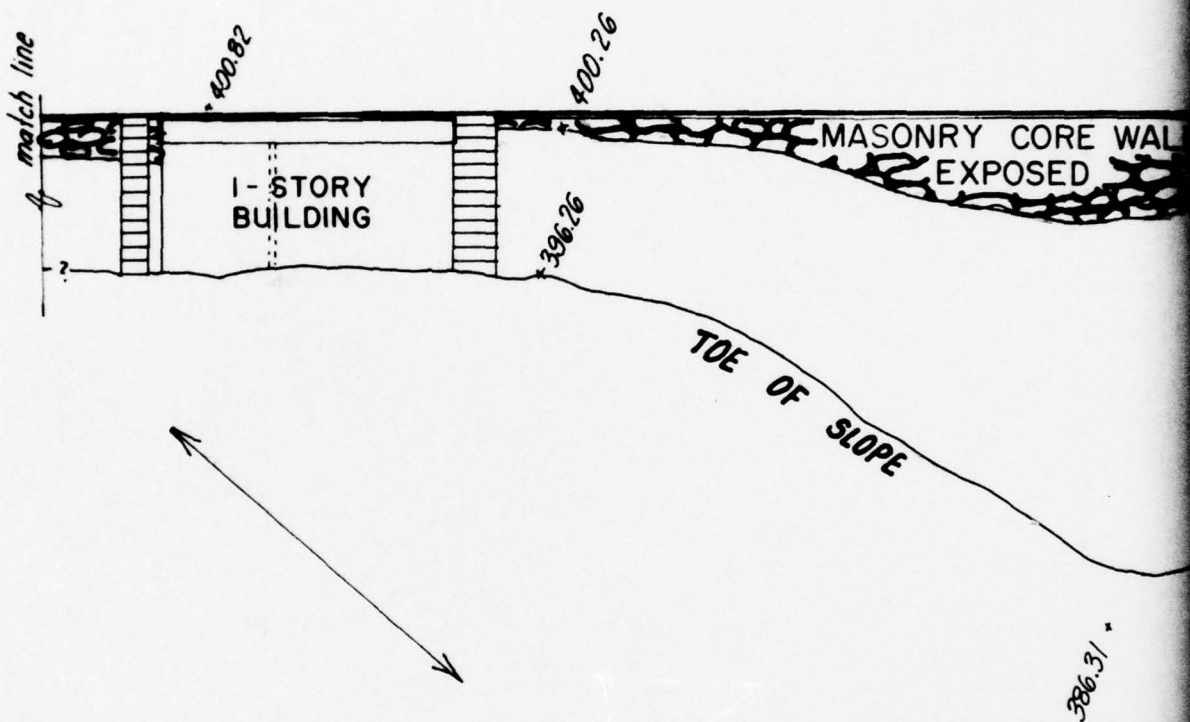 match line
400.82
400.26
MASONRY CORE WAL
EXPOSED
1-STORY
BUILDING
396.26
?
TOE OF SLOPE
386.31